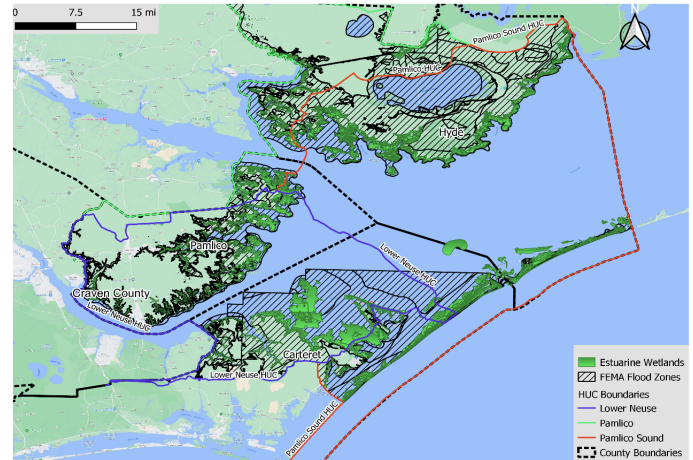 0 7.5 15 mi
N
Pamlico Sound HUC
Pamlico HUC
Hyde
Pamlico
Lower Neuse HUC
Craven County
Lower Neuse HUC
Carteret
Lower Neuse HUC
Pamlico Sound HUC
Estuarine Wetlands
FEMA Flood Zones
HUC Boundaries
Lower Neuse
Pamlico
Pamlico Sound
County Boundaries